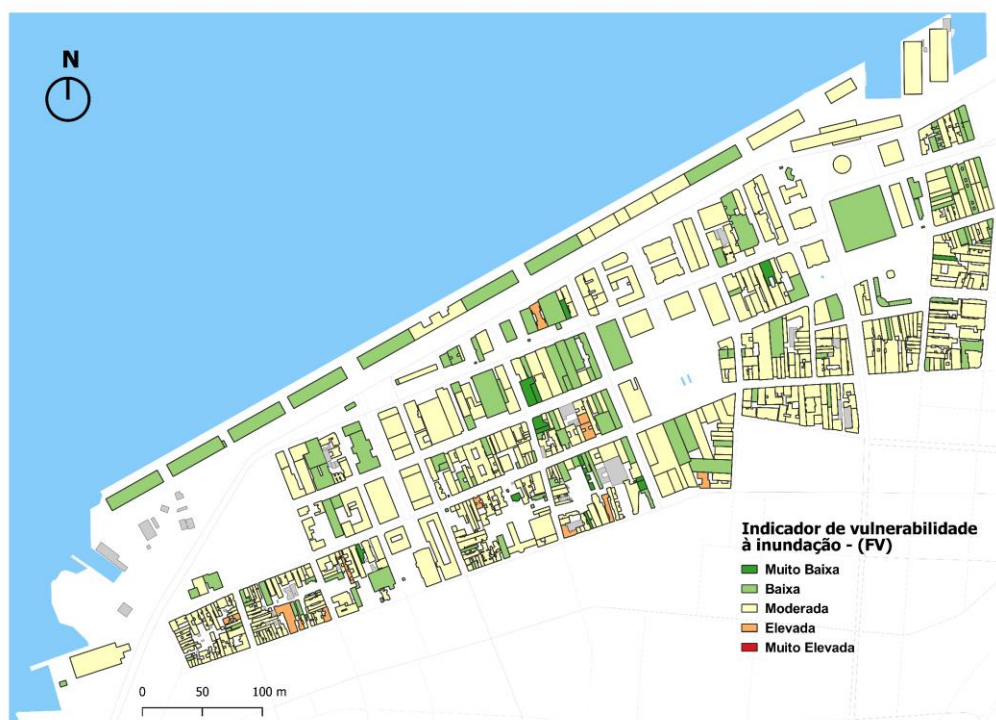 N
Indicador de vulnerabilidade
à inundação - (FV)
Muito Baixa
Baixa
Moderada
Elevada
Muito Elevada
0 50 100 m